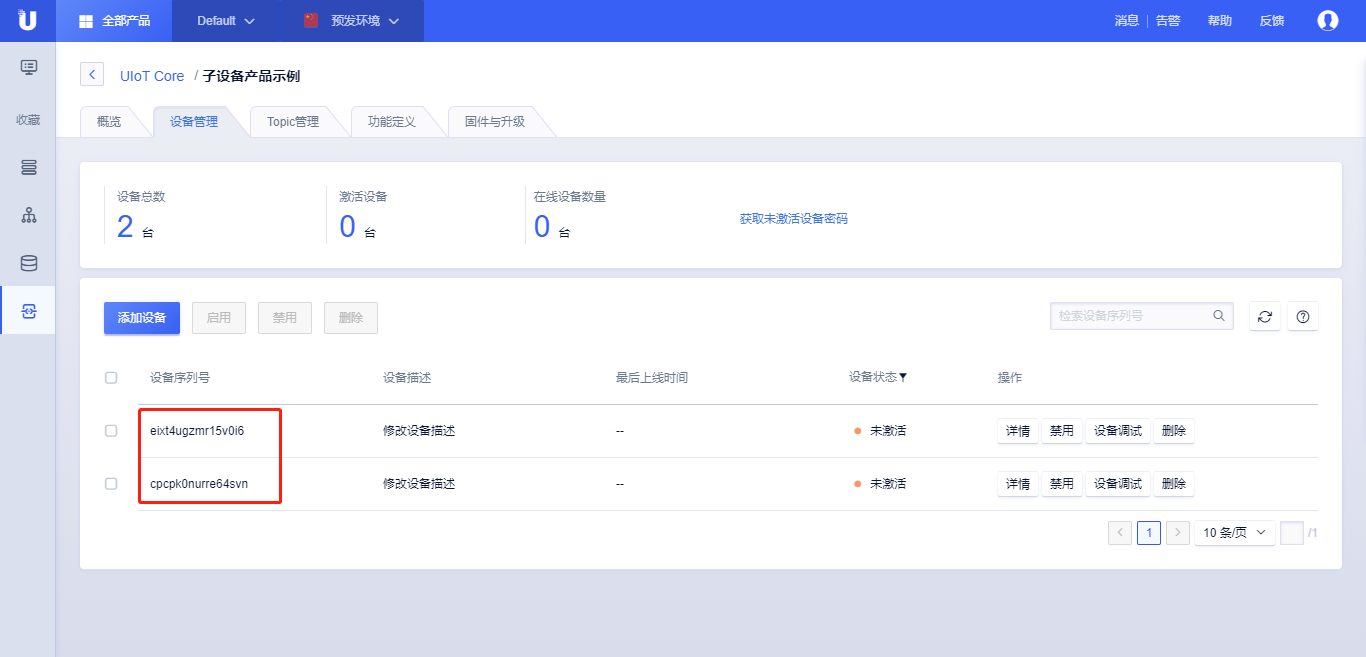 U 全部产品 Default 预发环境 消息 告警 帮助 反馈
收藏
UIoT Core / 子设备产品示例
概览 设备管理 Topic管理 功能定义 固件与升级
设备总数 激活设备 在线设备数量
2 台 0 台 0 台 获取未激活设备密码
添加设备 启用 禁用 删除 检索设备序列号
设备序列号 设备描述 最后上线时间 设备状态 操作
eixt4ugzmr15v0i6 修改设备描述 -- 未激活 详情 禁用 设备调试 删除
cpcpk0nurre64svn 修改设备描述 -- 未激活 详情 禁用 设备调试 删除
1 10 条/页 /1